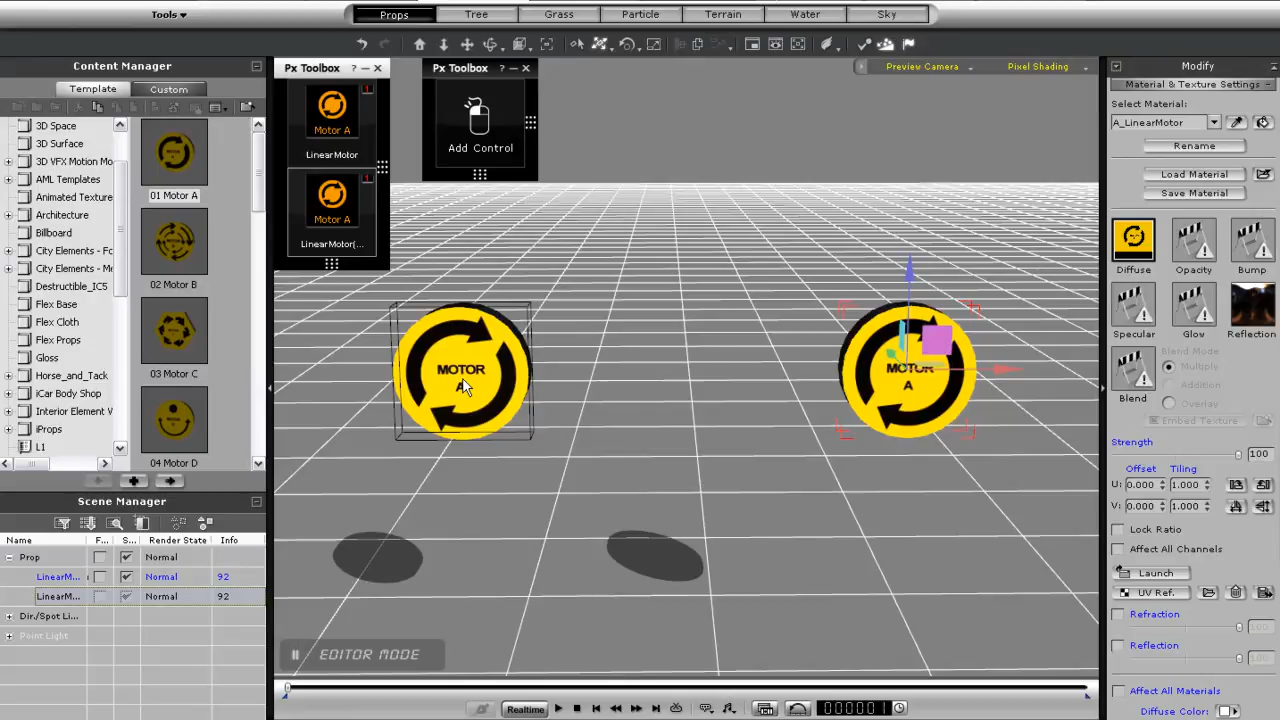 Tools
Props
Tree
Grass
Particle
Terrain
Water
Sky
Content Manager
Template
Custom
3D Space
3D Surface
3D VFX Motion Mo
AML Templates
Animated Texture
Architecture
Billboard
City Elements - Fo
City Elements - Mo
Destructible_IC5
Flex Base
Flex Cloth
Flex Props
Gloss
Horse_and_Tack
iCar Body Shop
Interior Element V
iProps
L1
01 Motor A
02 Motor B
03 Motor C
04 Motor D
Scene Manager
Name
F...
S...
Render State
Info
Prop
Normal
LinearM...
Normal
92
LinearM...
Normal
92
Dir./Spot Li...
Point Light
Px Toolbox
?
Motor A
LinearMotor
Motor A
LinearMotor(...
Px Toolbox
?
Add Control
Preview Camera
Pixel Shading
MOTOR
A
MOTOR
A
EDITOR MODE
Realtime
0000001
Modify
Material & Texture Settings
Select Material:
A_LinearMotor
Rename
Load Material
Save Material
Diffuse
Opacity
Bump
Specular
Glow
Reflection
Blend
Blend Mode
Multiple
Addition
Overlay
Embed Texture
Strength
100
Offset
Tiling
U:
0.000
1.000
V:
0.000
1.000
Lock Ratio
Affect All Channels
Launch
UV Ref.
Refraction
100
Reflection
100
Affect All Materials
Diffuse Color: